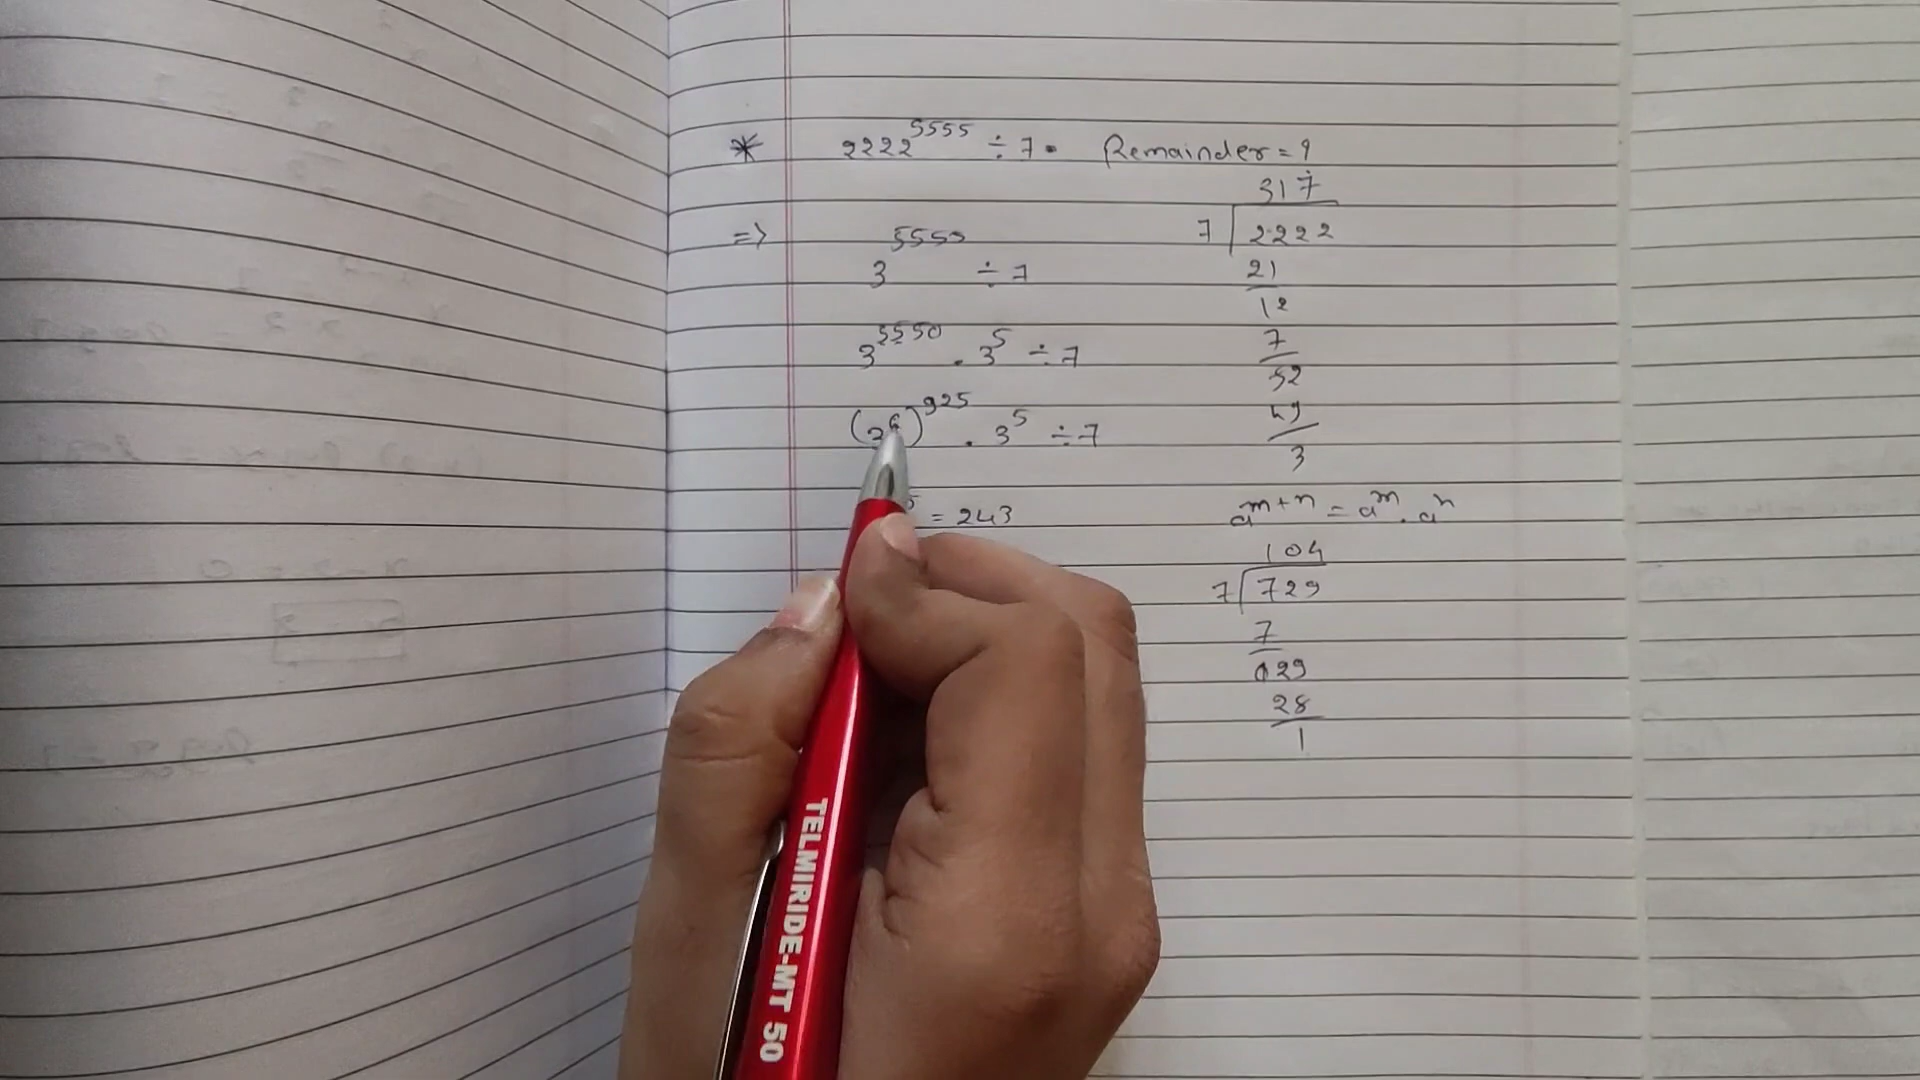 * 2222^5555 ÷ 7. Remainder = ?
=> 3^5555 ÷ 7
3^5550 . 3^5 ÷ 7
(3^6)^925 . 3^5 ÷ 7
5 = 243
317
7 2222
21
12
7
52
49
3
a^m+n = a^m . a^n
104
7 729
7
029
28
1
TELMIRIDE-MT 50